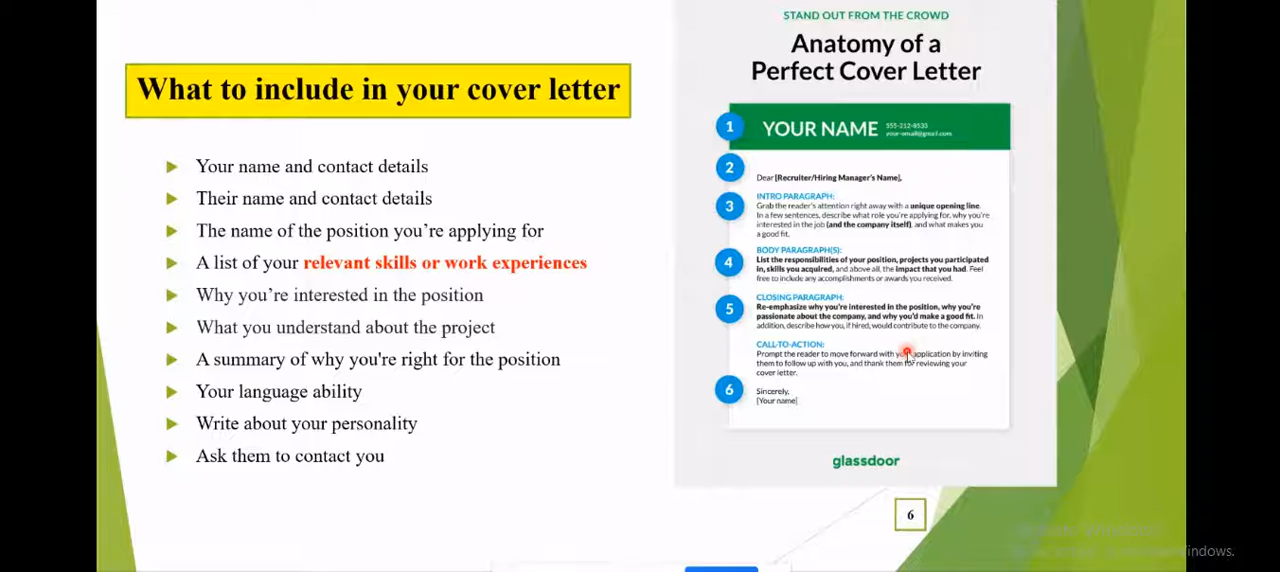 What to include in your cover letter
Your name and contact details
Their name and contact details
The name of the position you're applying for
A list of your relevant skills or work experiences
Why you're interested in the position
What you understand about the project
A summary of why you're right for the position
Your language ability
Write about your personality
Ask them to contact you
STAND OUT FROM THE CROWD
Anatomy of a
Perfect Cover Letter
1
YOUR NAME
555-212-9533
your-email@gmail.com
2
Dear [Recruiter/Hiring Manager's Name],
3
INTRO PARAGRAPH:
Grab the reader's attention right away with a unique opening line.
In a few sentences, describe what role you're applying for, why you're
interested in the job (and the company itself), and what makes you
a good fit.
4
BODY PARAGRAPH(S):
List the responsibilities of your position, projects you participated
in, skills you acquired, and above all, the impact that you had. Feel
free to include any accomplishments or awards you received.
5
CLOSING PARAGRAPH:
Re-emphasize why you're interested in the position, why you're
passionate about the company, and why you'd make a good fit. In
addition, describe how you, if hired, would contribute to the company.
CALL-TO-ACTION:
Prompt the reader to move forward with your application by inviting
them to follow up with you, and thank them for reviewing your
cover letter.
6
Sincerely,
[Your name]
glassdoor
6